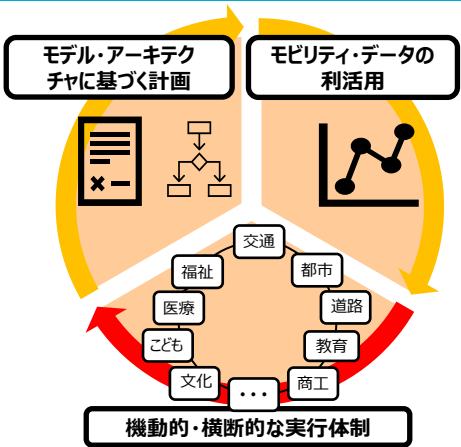 モデル・アーキテク
チャに基づく計画
モビリティ・データの
利活用
交通
福祉
都市
医療
道路
こども
教育
文化
商工
・・・
機動的・横断的な実行体制